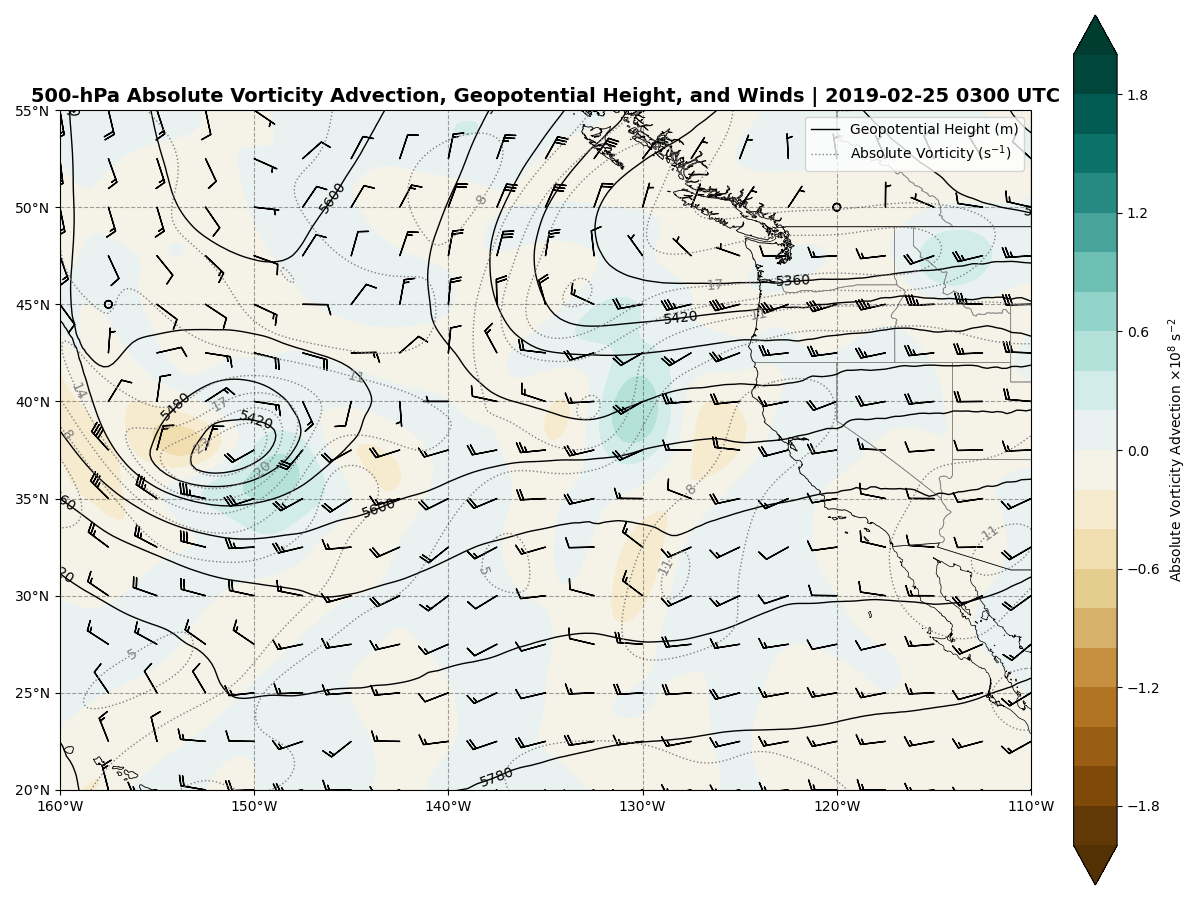 500-hPa Absolute Vorticity Advection, Geopotential Height, and Winds | 2019-02-25 0300 UTC
Geopotential Height (m)
Absolute Vorticity (s⁻¹)
55°N
50°N
45°N
40°N
35°N
30°N
25°N
20°N
160°W
150°W
140°W
130°W
120°W
110°W
5600
8
17
5360
5420
11
14
11
5480
17
5420
8
23
20
5600
8
60
11
5
11
20
5
5780
1.8
1.2
0.6
0.0
−0.6
−1.2
−1.8
Absolute Vorticity Advection ×10⁸ s⁻²